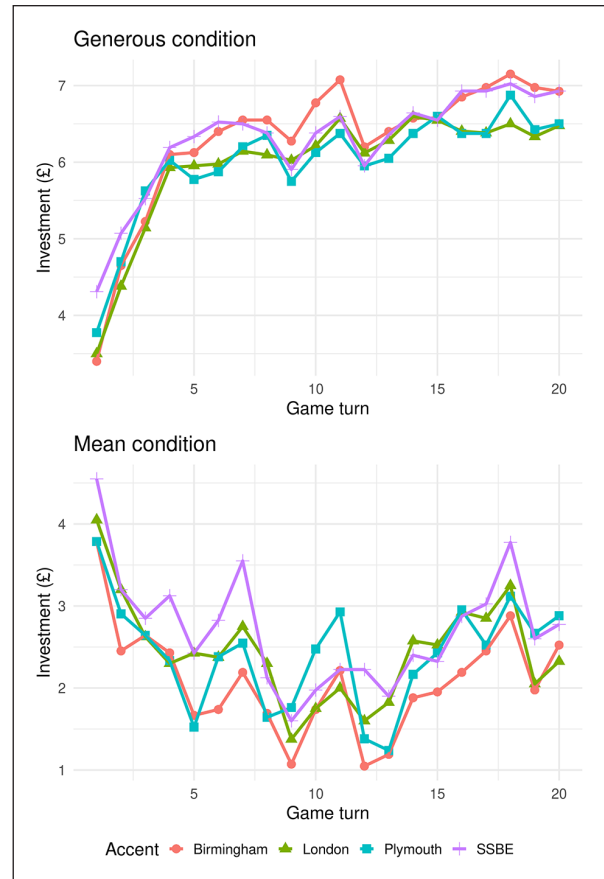 Generous condition
7
6
5
4
Investment (£)
5 10 15 20
Game turn
Mean condition
4
3
2
1
Investment (£)
5 10 15 20
Game turn
Accent Birmingham London Plymouth SSBE